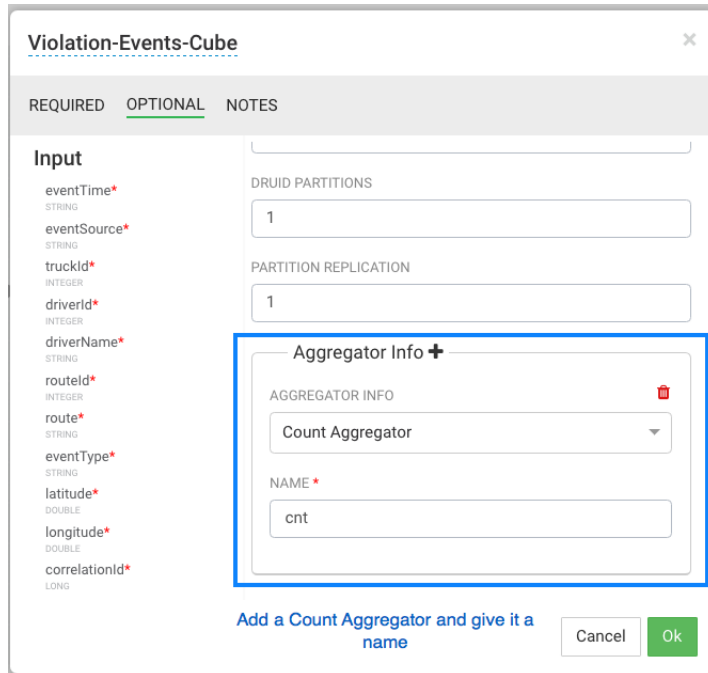 Violation-Events-Cube
×
REQUIRED OPTIONAL NOTES
Input
eventTime*
STRING
eventSource*
STRING
truckId*
INTEGER
driverId*
INTEGER
driverName*
STRING
routeId*
INTEGER
route*
STRING
eventType*
STRING
latitude*
DOUBLE
longitude*
DOUBLE
correlationId*
LONG
DRUID PARTITIONS
1
PARTITION REPLICATION
1
Aggregator Info +
AGGREGATOR INFO
Count Aggregator
NAME *
cnt
Add a Count Aggregator and give it a
name
Cancel Ok